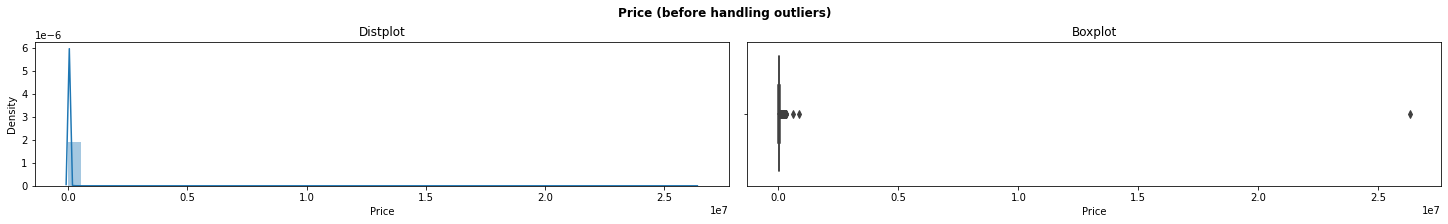 Price (before handling outliers)
Distplot
1e−6
6
5
4
3
2
1
0
Density
0.0 0.5 1.0 1.5 2.0 2.5
1e7
Price
Boxplot
0.0 0.5 1.0 1.5 2.0 2.5
1e7
Price